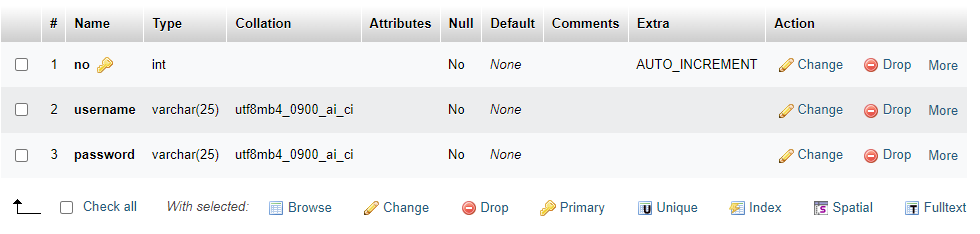 # Name Type Collation Attributes Null Default Comments Extra Action
1 no int No None AUTO_INCREMENT Change Drop More
2 username varchar(25) utf8mb4_0900_ai_ci No None Change Drop More
3 password varchar(25) utf8mb4_0900_ai_ci No None Change Drop More
Check all With selected: Browse Change Drop Primary U Unique Index S Spatial T Fulltext